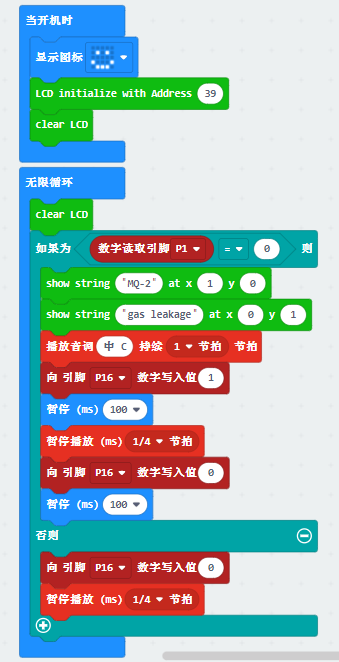 当开机时
显示图标
LCD initialize with Address 39
clear LCD
无限循环
clear LCD
如果为 数字读取引脚 P1 = 0 则
show string "MQ-2" at x 1 y 0
show string "gas leakage" at x 0 y 1
播放音调 中 C 持续 1 节拍 节拍
向 引脚 P16 数字写入值 1
暂停 (ms) 100
暂停播放 (ms) 1/4 节拍
向 引脚 P16 数字写入值 0
暂停 (ms) 100
否则
向 引脚 P16 数字写入值 0
暂停播放 (ms) 1/4 节拍